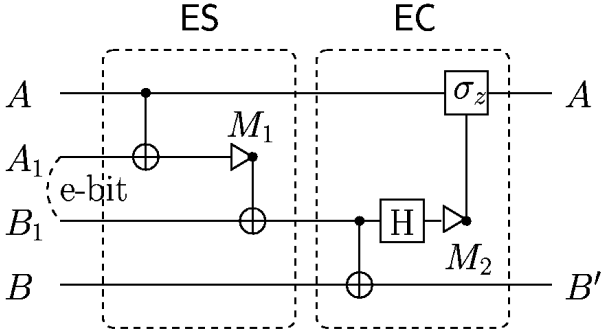 ES EC
A σ_z A
M_1
A_1
e-bit
B_1 H
M_2
B B′